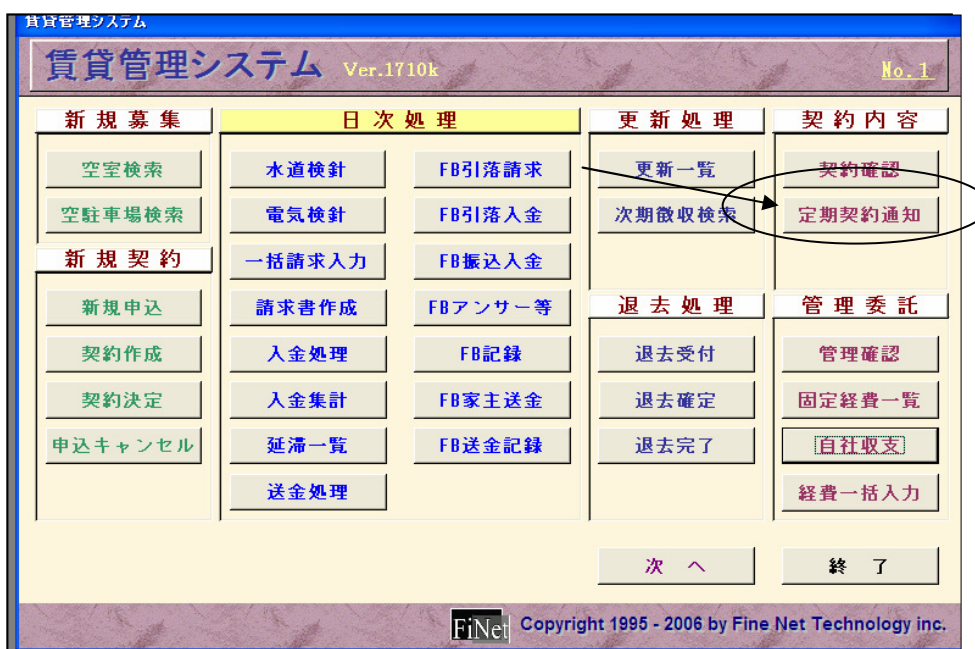 賃貸管理システム
賃貸管理システム Ver.1710k No.1
新規募集
空室検索
空駐車場検索
新規契約
新規申込
契約作成
契約決定
申込キャンセル
日次処理
水道検針
電気検針
一括請求入力
請求書作成
入金処理
入金集計
延滞一覧
送金処理
FB引落請求
FB引落入金
FB振込入金
FBアンサー等
FB記録
FB家主送金
FB送金記録
更新処理
更新一覧
次期徴収検索
退去処理
退去受付
退去確定
退去完了
契約内容
契約確認
定期契約通知
管理委託
管理確認
固定経費一覧
自社収支
経費一括入力
次へ
終了
FiNet Copyright 1995 - 2006 by Fine Net Technology inc.